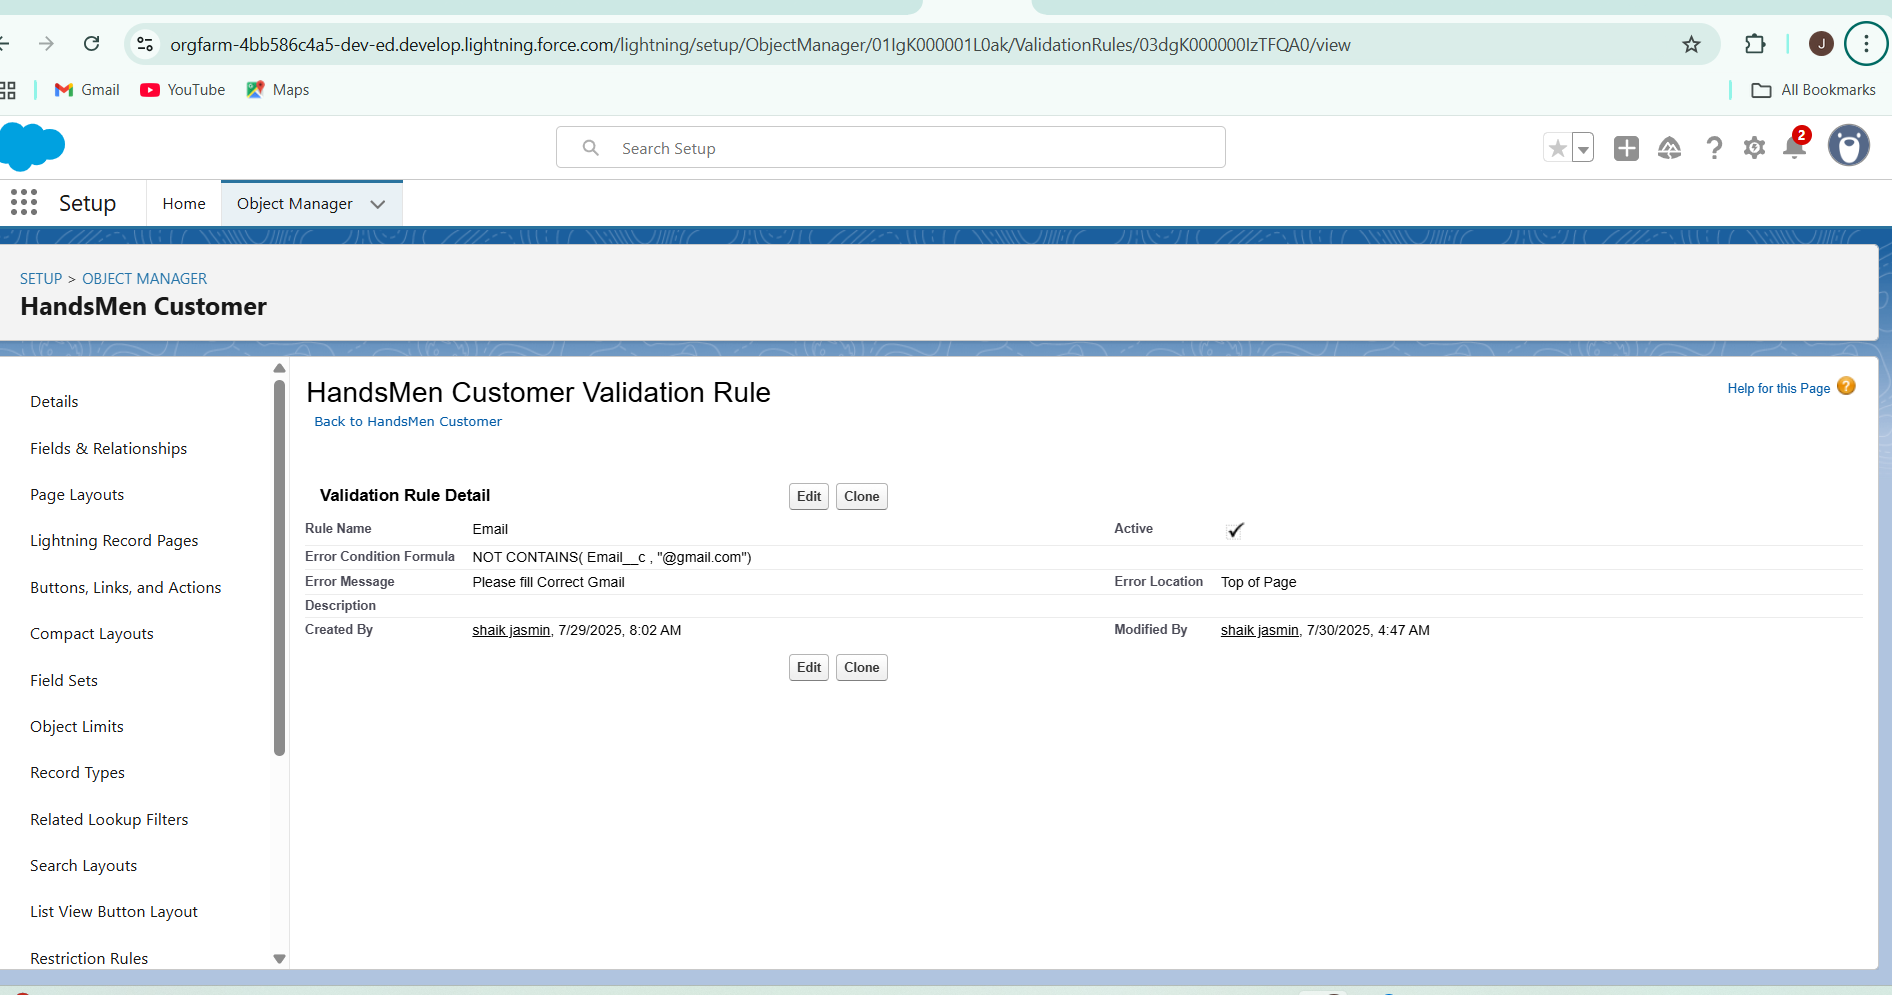 orgfarm-4bb586c4a5-dev-ed.develop.lightning.force.com/lightning/setup/ObjectManager/01IgK000001L0ak/ValidationRules/03dgK000000IzTFQA0/view
J
Gmail YouTube Maps All Bookmarks
Search Setup
2
Setup Home Object Manager
SETUP > OBJECT MANAGER
HandsMen Customer
Details
Fields & Relationships
Page Layouts
Lightning Record Pages
Buttons, Links, and Actions
Compact Layouts
Field Sets
Object Limits
Record Types
Related Lookup Filters
Search Layouts
List View Button Layout
Restriction Rules
HandsMen Customer Validation Rule
Help for this Page ?
Back to HandsMen Customer
Validation Rule Detail Edit Clone
Rule Name Email Active
Error Condition Formula NOT CONTAINS( Email__c , "@gmail.com")
Error Message Please fill Correct Gmail Error Location Top of Page
Description
Created By shaik jasmin, 7/29/2025, 8:02 AM Modified By shaik jasmin, 7/30/2025, 4:47 AM
Edit Clone